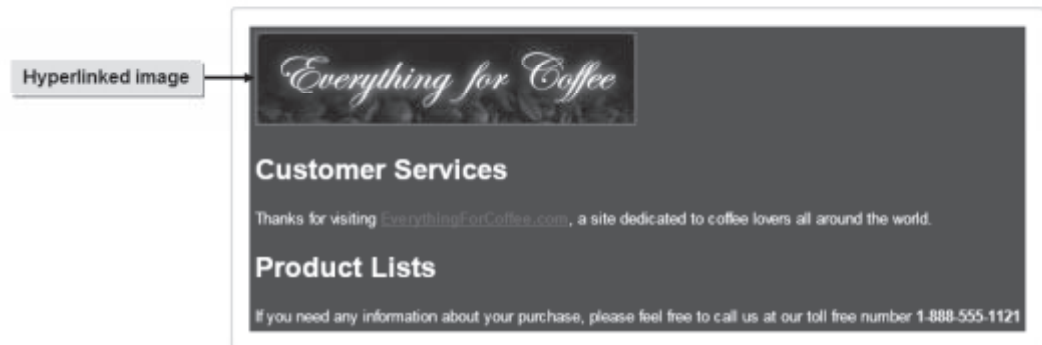 Hyperlinked image
Everything for Coffee
Customer Services
Thanks for visiting EverythingForCoffee.com, a site dedicated to coffee lovers all around the world.
Product Lists
If you need any information about your purchase, please feel free to call us at our toll free number 1-888-555-1121